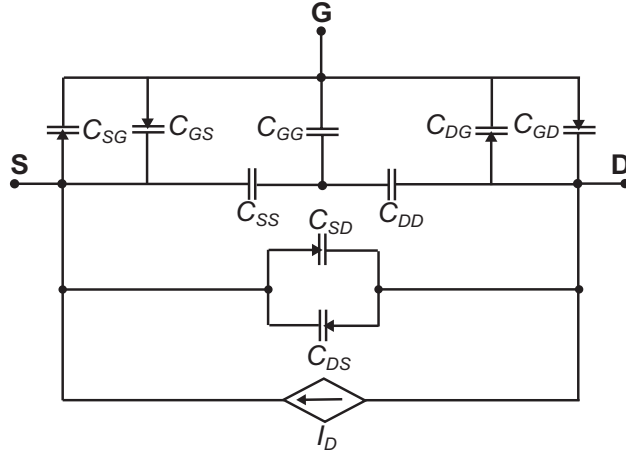 G
C_SG C_GS C_GG C_DG C_GD
S D
C_SS C_DD
C_SD
C_DS
I_D